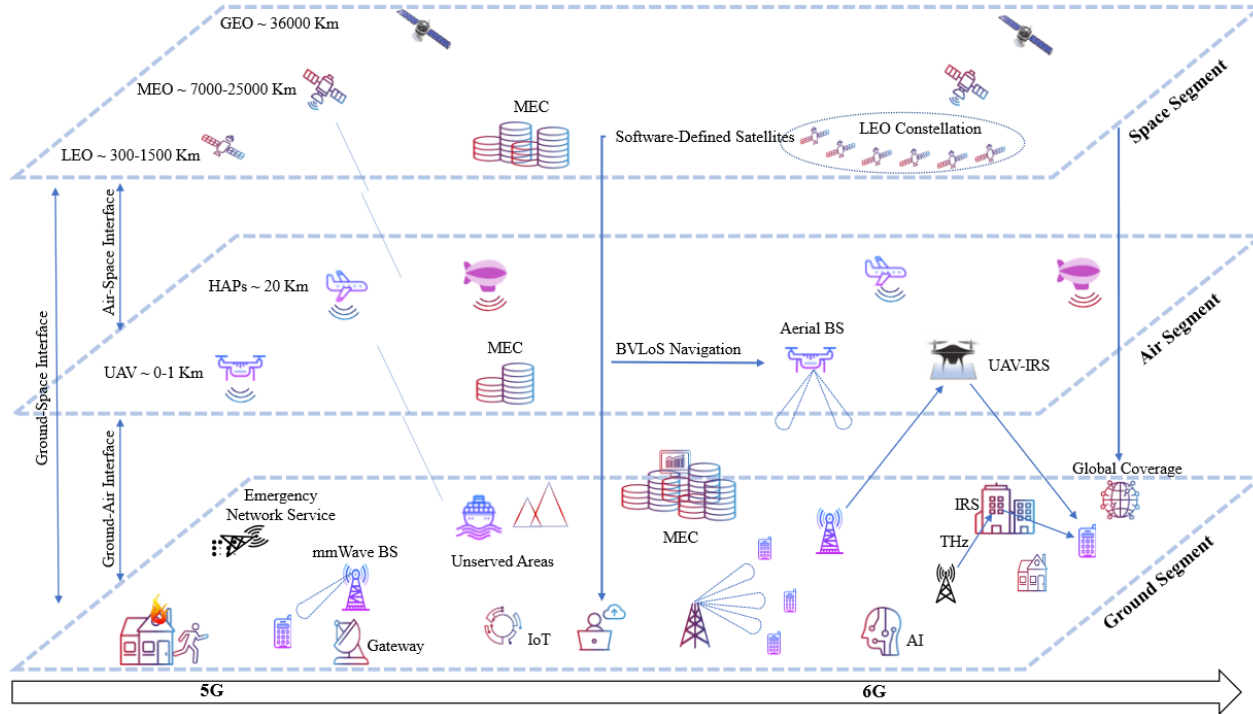 GEO ~ 36000 Km
MEO ~ 7000-25000 Km
LEO ~ 300-1500 Km
MEC
Software-Defined Satellites
LEO Constellation
Space Segment
Ground-Space Interface
Air-Space Interface
HAPs ~ 20 Km
UAV ~ 0-1 Km
MEC
BVLoS Navigation
Aerial BS
UAV-IRS
Air Segment
Ground-Air Interface
Emergency
Network Service
mmWave BS
Unserved Areas
MEC
Global Coverage
IRS
THz
Gateway
IoT
AI
Ground Segment
5G
6G